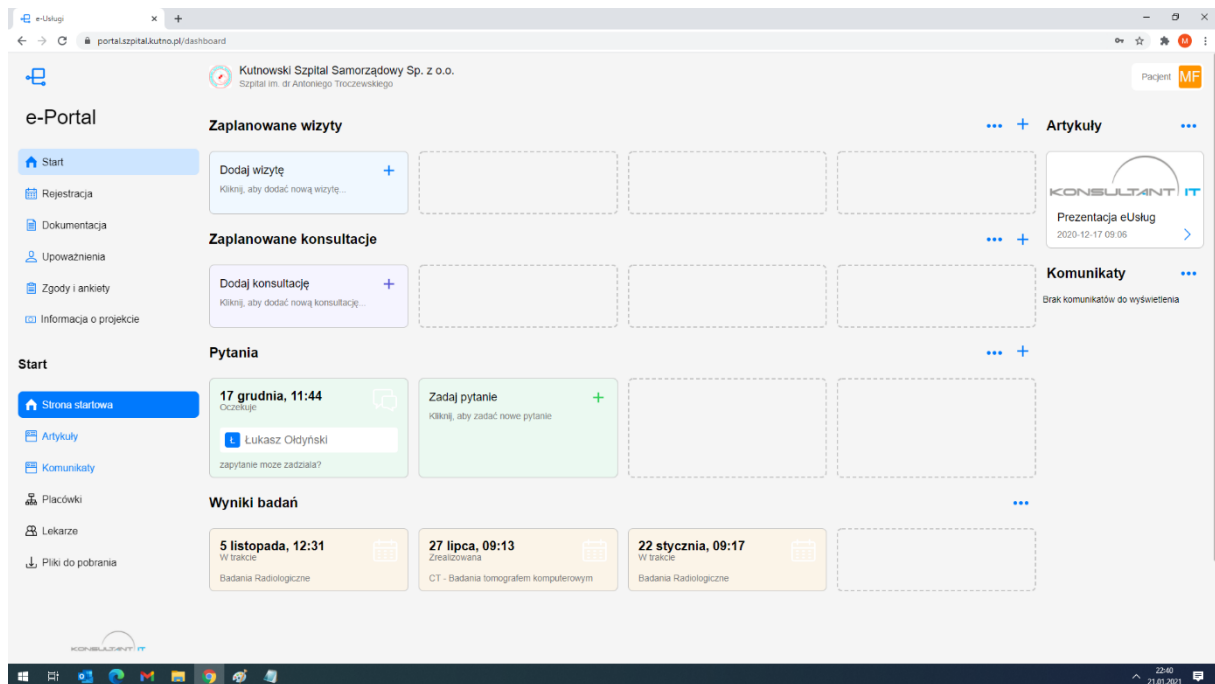 e-Usługi
portal.szpital.kutno.pl/dashboard
M
Kutnowski Szpital Samorządowy Sp. z o.o.
Szpital im. dr Antoniego Troczewskiego
Pacjent MF
e-Portal
Start
Rejestracja
Dokumentacja
Upoważnienia
Zgody i ankiety
Informacja o projekcie
Start
Strona startowa
Artykuły
Komunikaty
Placówki
Lekarze
Pliki do pobrania
KONSULTANT IT
Zaplanowane wizyty
Dodaj wizytę
Kliknij, aby dodać nową wizytę...
Zaplanowane konsultacje
Dodaj konsultację
Kliknij, aby dodać nową konsultację...
Pytania
17 grudnia, 11:44
Oczekuje
Ł Łukasz Ołdyński
zapytanie moze zadziala?
Zadaj pytanie
Kliknij, aby zadać nowe pytanie
Wyniki badań
5 listopada, 12:31
W trakcie
Badania Radiologiczne
27 lipca, 09:13
Zrealizowana
CT - Badania tomografem komputerowym
22 stycznia, 09:17
W trakcie
Badania Radiologiczne
Artykuły
KONSULTANT IT
Prezentacja eUsług
2020-12-17 09:06
Komunikaty
Brak komunikatów do wyświetlenia
22:40
21.01.2021